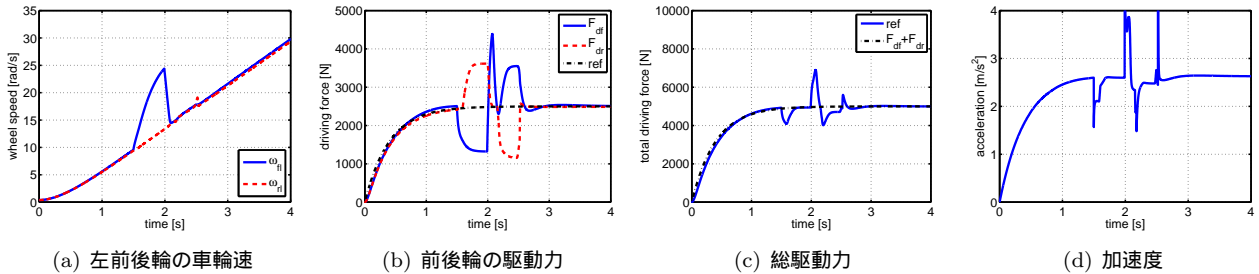 35
30
25
20
15
10
5
0
0 1 2 3 4
wheel speed [rad/s]
time [s]
ω_fl
ω_rl
(a) 左前後輪の車輪速
5000
4000
3000
2000
1000
0
0 1 2 3 4
driving force [N]
time [s]
F_df
F_dr
ref
(b) 前後輪の駆動力
10000
8000
6000
4000
2000
0
0 1 2 3 4
total driving force [N]
time [s]
ref
F_df+F_dr
(c) 総駆動力
4
3
2
1
0
0 1 2 3 4
acceleration [m/s²]
time [s]
(d) 加速度